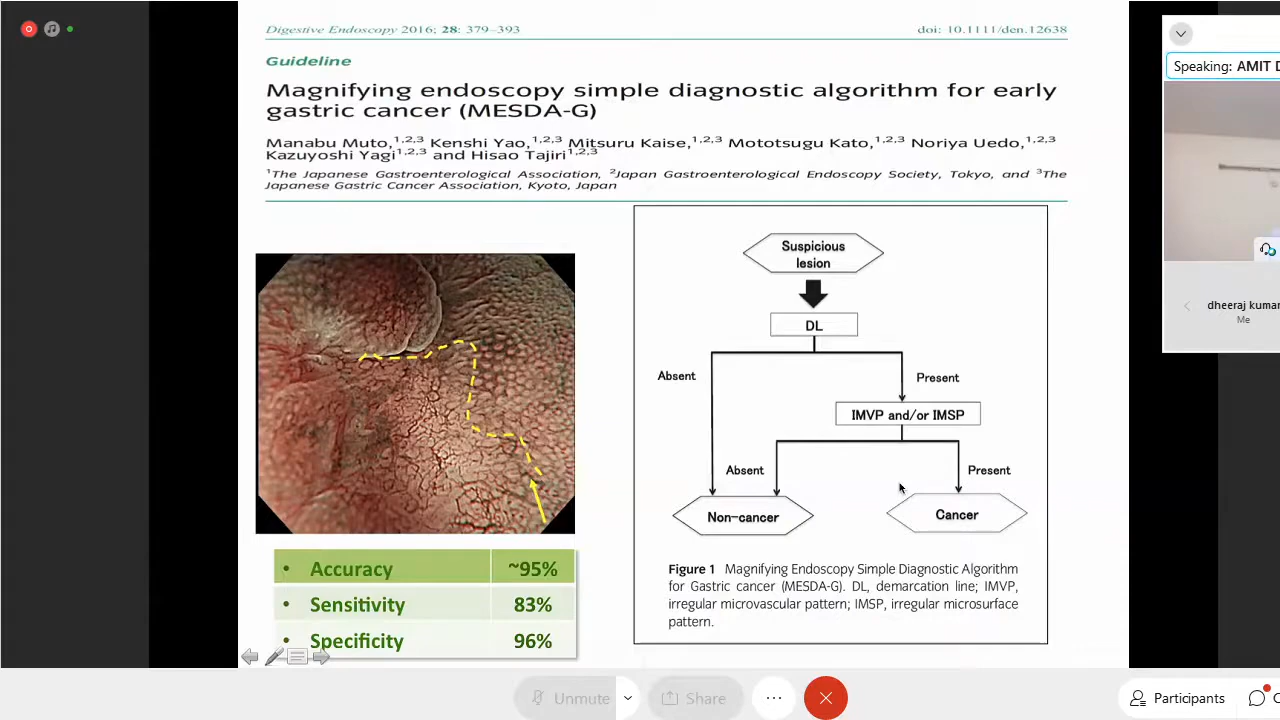 Digestive Endoscopy 2016; 28: 379–393
doi: 10.1111/den.12638
Guideline
Magnifying endoscopy simple diagnostic algorithm for early
gastric cancer (MESDA-G)
Manabu Muto,1,2,3 Kenshi Yao,1,2,3 Mitsuru Kaise,1,2,3 Mototsugu Kato,1,2,3 Noriya Uedo,1,2,3
Kazuyoshi Yagi1,2,3 and Hisao Tajiri1,2,3
1The Japanese Gastroenterological Association, 2Japan Gastroenterological Endoscopy Society, Tokyo, and 3The
Japanese Gastric Cancer Association, Kyoto, Japan
Suspicious
lesion
DL
Absent
Present
IMVP and/or IMSP
Absent
Present
Non-cancer
Cancer
Figure 1 Magnifying Endoscopy Simple Diagnostic Algorithm
for Gastric cancer (MESDA-G). DL, demarcation line; IMVP,
irregular microvascular pattern; IMSP, irregular microsurface
pattern.
• Accuracy ~95%
• Sensitivity 83%
• Specificity 96%
Speaking: AMIT D
dheeraj kumar
Me
Unmute
Share
Participants